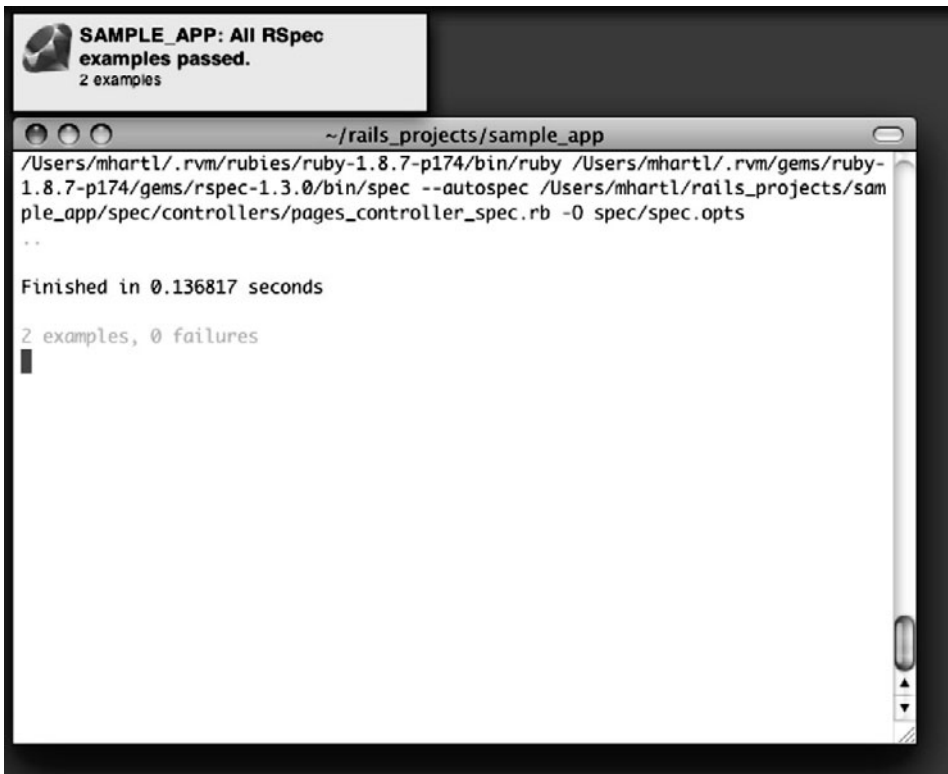 SAMPLE_APP: All RSpec
examples passed.
2 examples
~/rails_projects/sample_app
/Users/mhartl/.rvm/rubies/ruby-1.8.7-p174/bin/ruby /Users/mhartl/.rvm/gems/ruby-
1.8.7-p174/gems/rspec-1.3.0/bin/spec --autospec /Users/mhartl/rails_projects/sam
ple_app/spec/controllers/pages_controller_spec.rb -O spec/spec.opts
..
Finished in 0.136817 seconds
2 examples, 0 failures